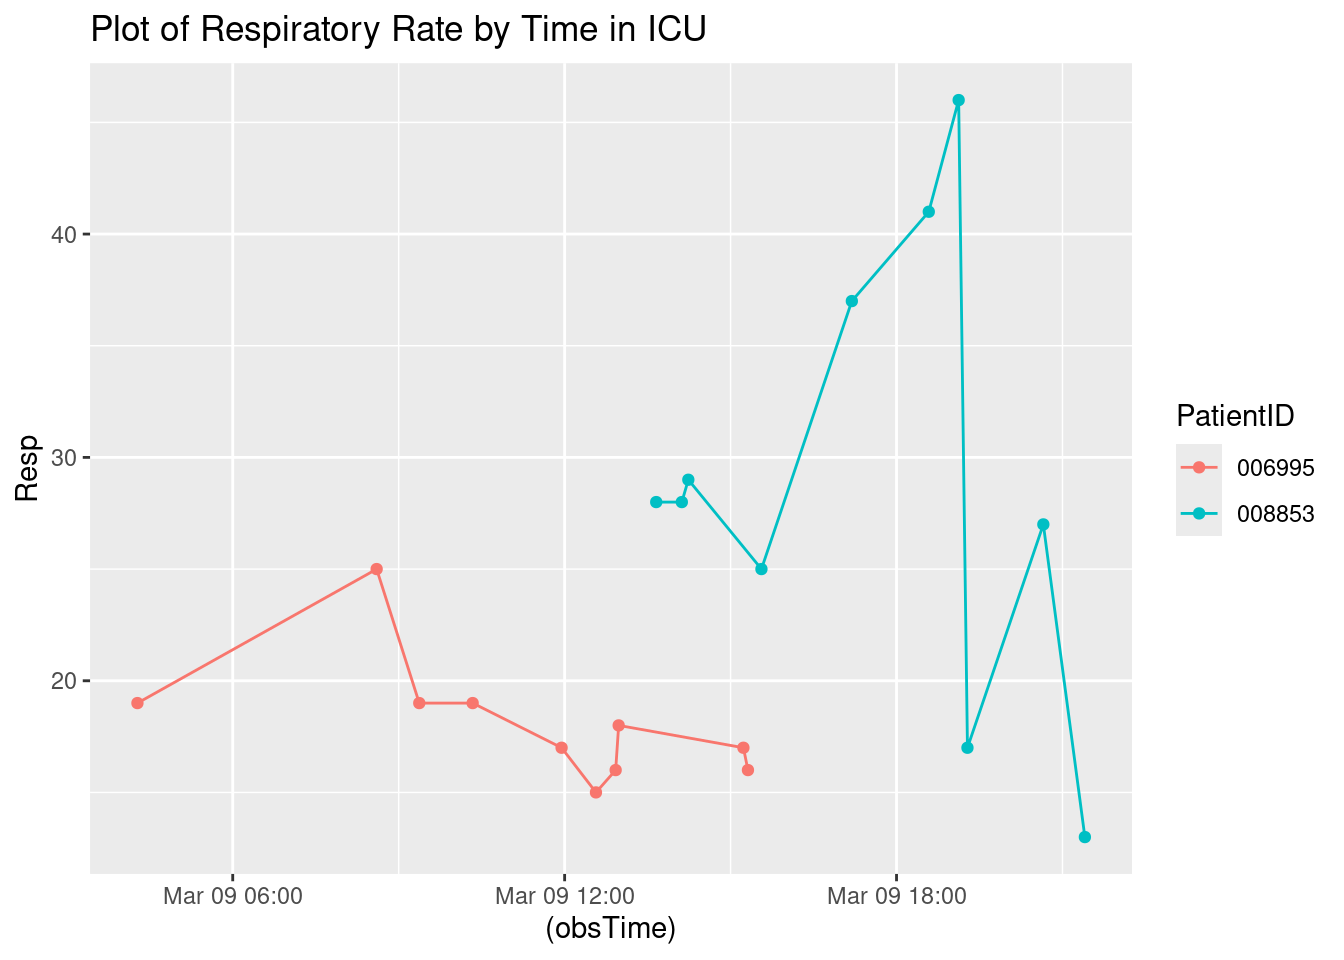 Plot of Respiratory Rate by Time in ICU
Resp
40
30
20
Mar 09 06:00
Mar 09 12:00
Mar 09 18:00
(obsTime)
PatientID
006995
008853